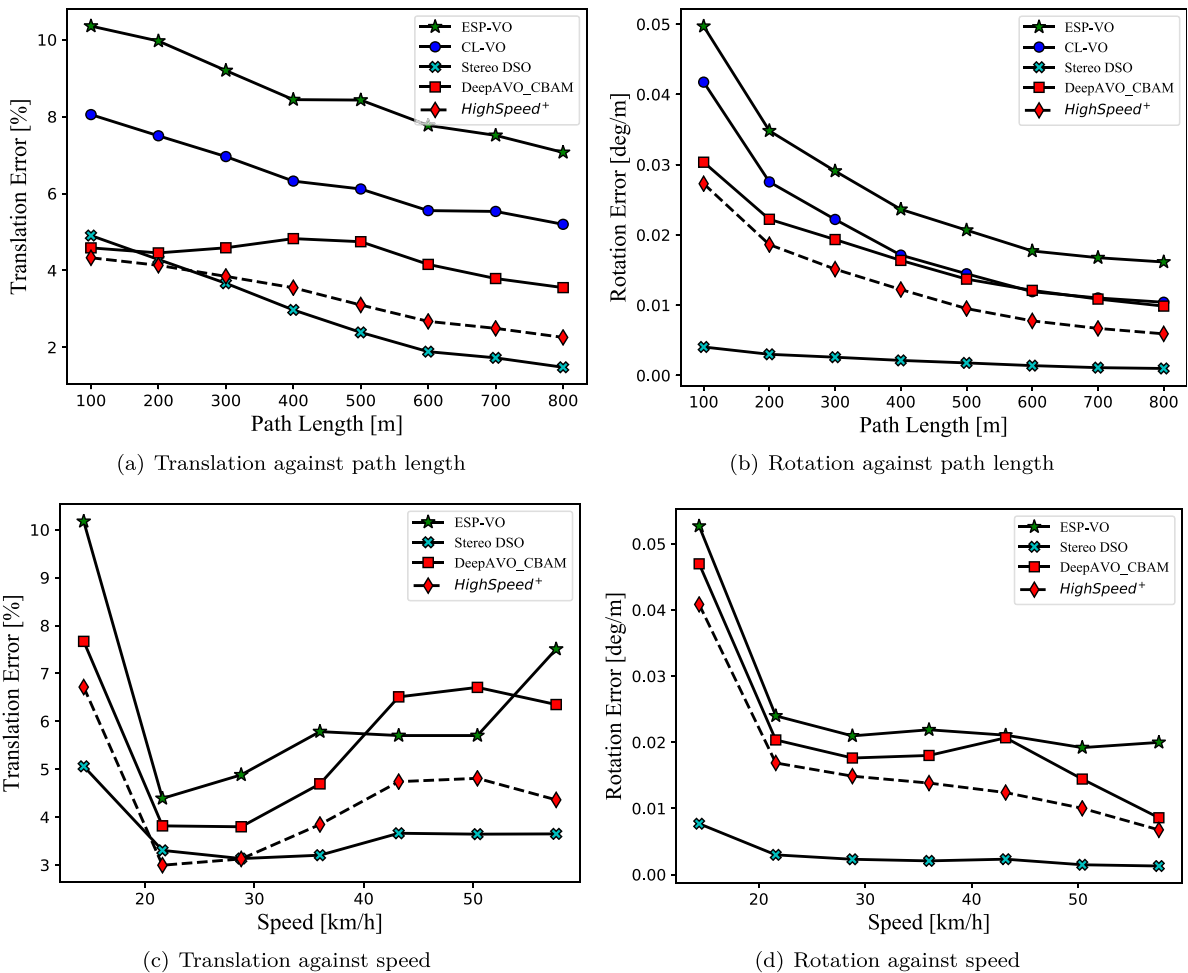 ESP-VO
CL-VO
Stereo DSO
DeepAVO_CBAM
HighSpeed⁺
10
8
6
4
2
Translation Error [%]
100 200 300 400 500 600 700 800
Path Length [m]
(a) Translation against path length
ESP-VO
CL-VO
Stereo DSO
DeepAVO_CBAM
HighSpeed⁺
0.05
0.04
0.03
0.02
0.01
0.00
Rotation Error [deg/m]
100 200 300 400 500 600 700 800
Path Length [m]
(b) Rotation against path length
ESP-VO
Stereo DSO
DeepAVO_CBAM
HighSpeed⁺
10
9
8
7
6
5
4
3
Translation Error [%]
20 30 40 50
Speed [km/h]
(c) Translation against speed
ESP-VO
Stereo DSO
DeepAVO_CBAM
HighSpeed⁺
0.05
0.04
0.03
0.02
0.01
0.00
Rotation Error [deg/m]
20 30 40 50
Speed [km/h]
(d) Rotation against speed